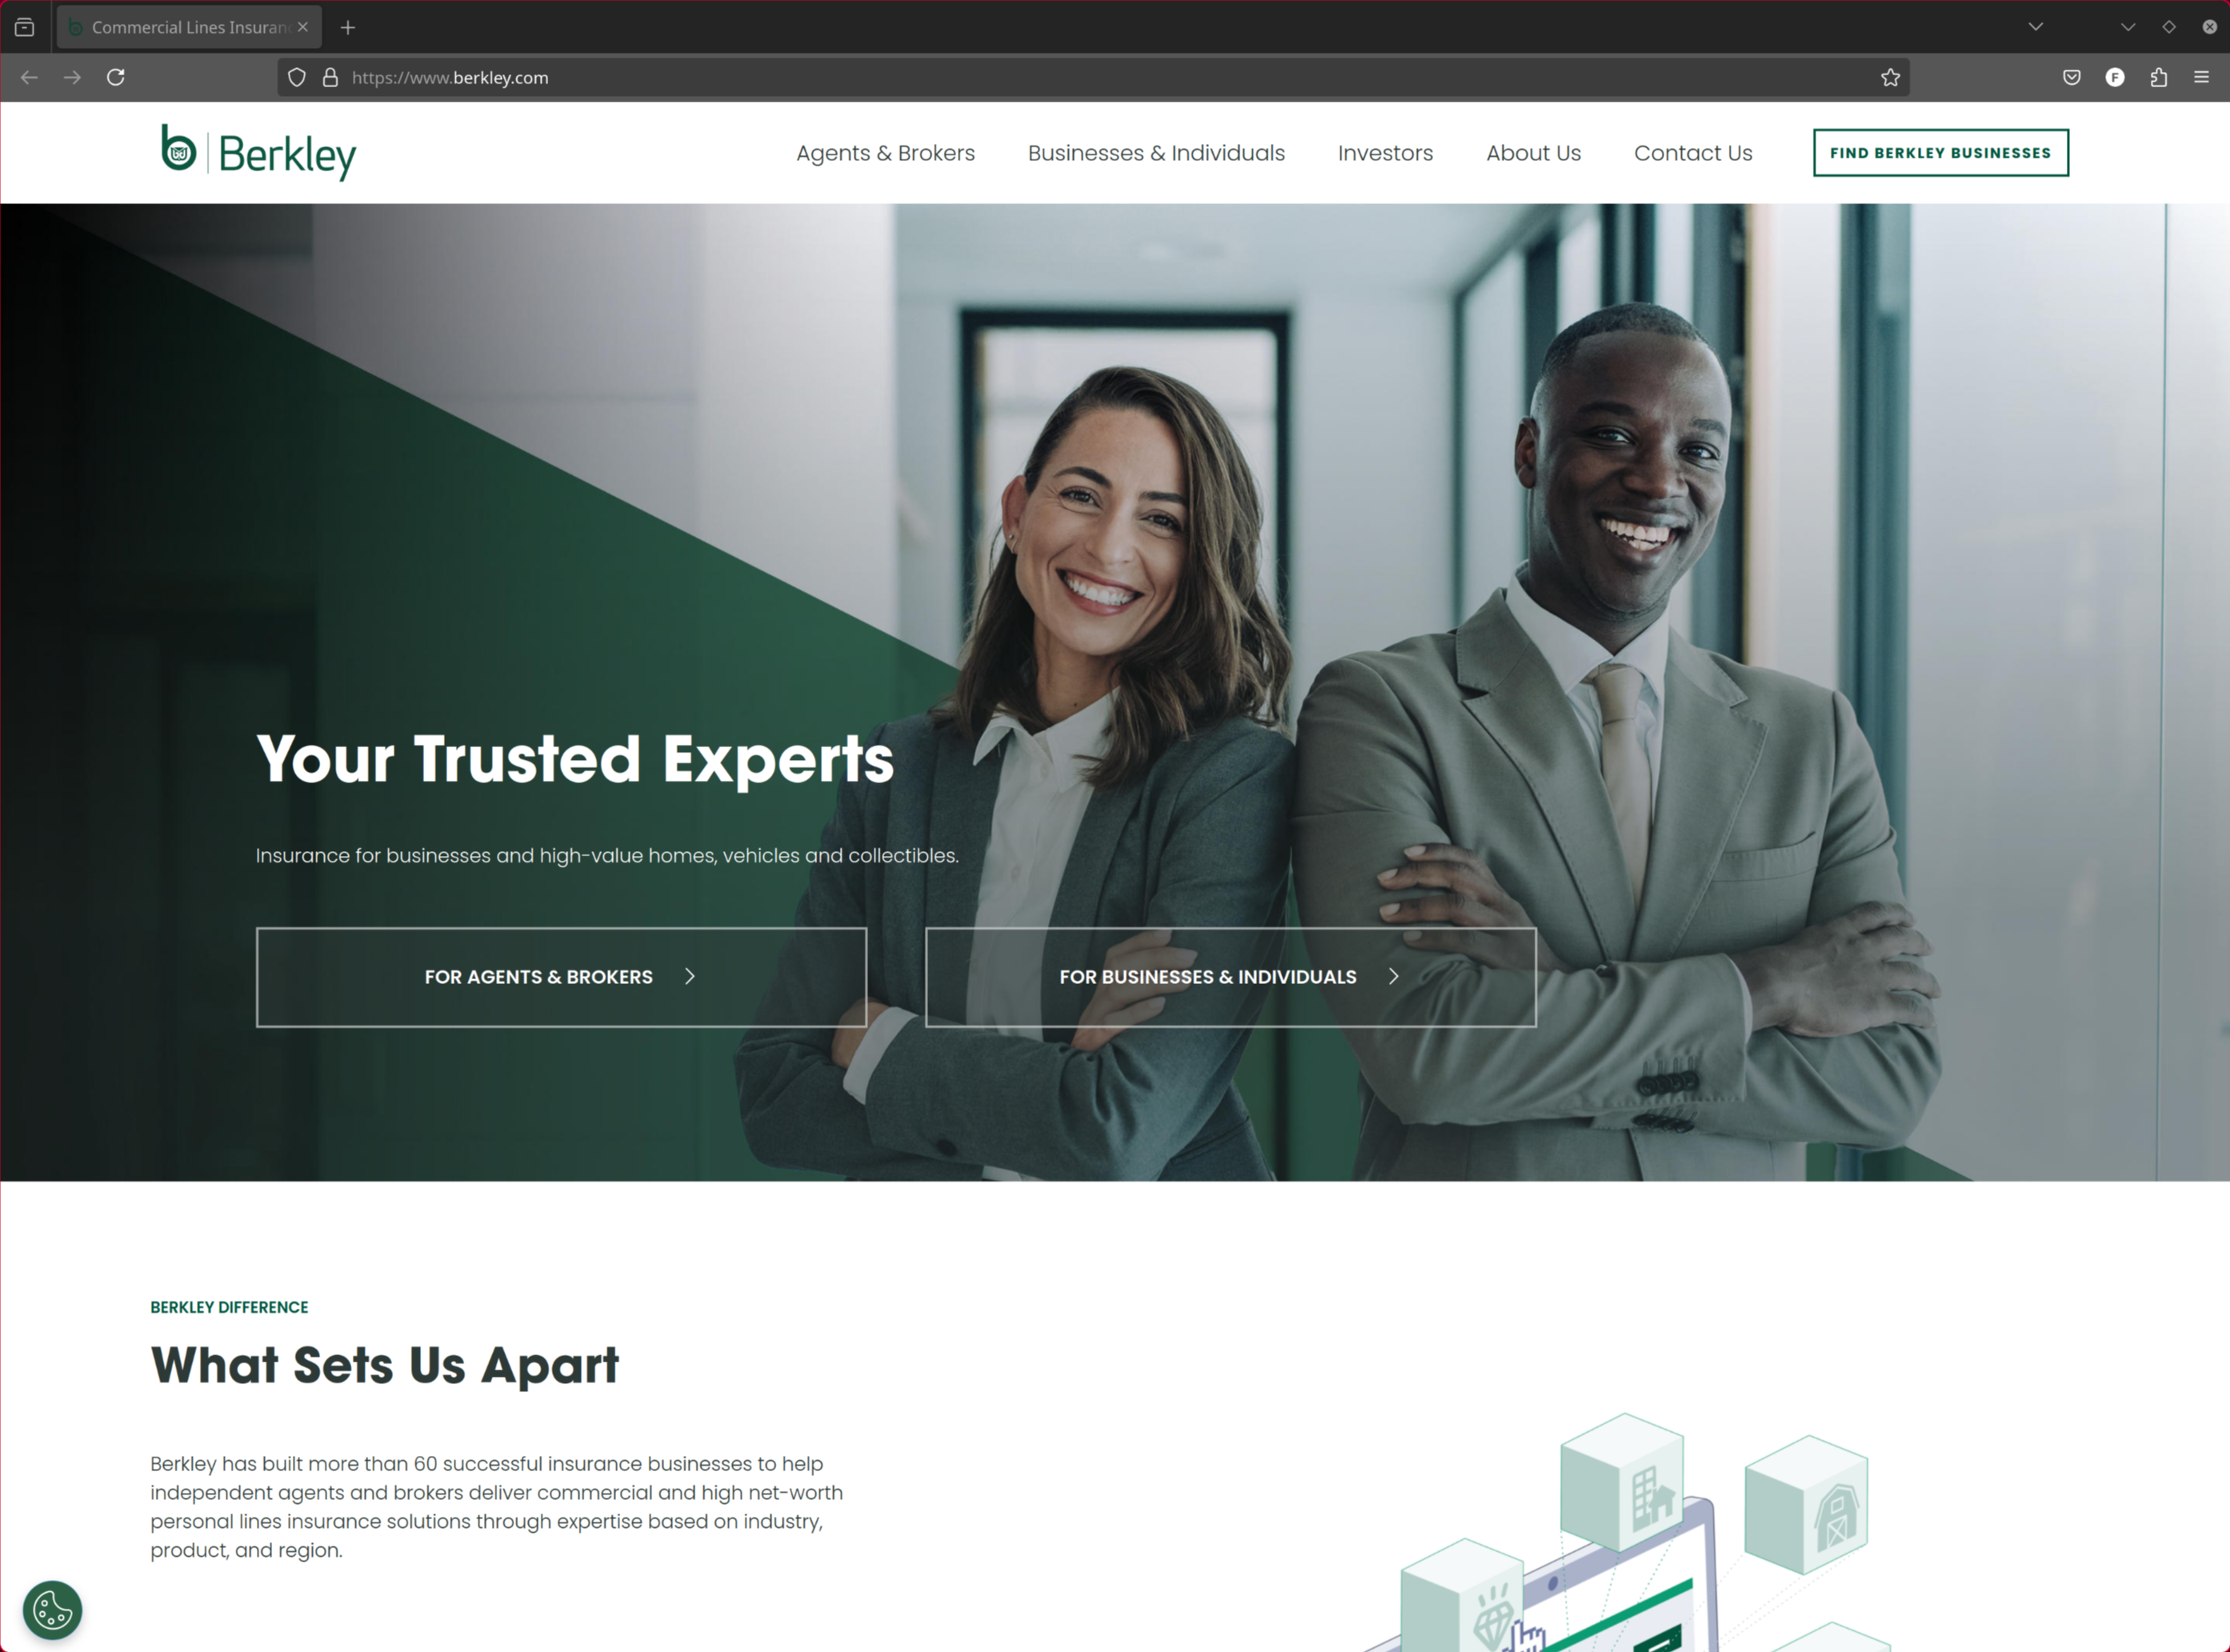 Commercial Lines Insuran
https://www.berkley.com
F
b Berkley
Agents & Brokers
Businesses & Individuals
Investors
About Us
Contact Us
FIND BERKLEY BUSINESSES
Your Trusted Experts
Insurance for businesses and high-value homes, vehicles and collectibles.
FOR AGENTS & BROKERS
FOR BUSINESSES & INDIVIDUALS
BERKLEY DIFFERENCE
What Sets Us Apart
Berkley has built more than 60 successful insurance businesses to help
independent agents and brokers deliver commercial and high net-worth
personal lines insurance solutions through expertise based on industry,
product, and region.